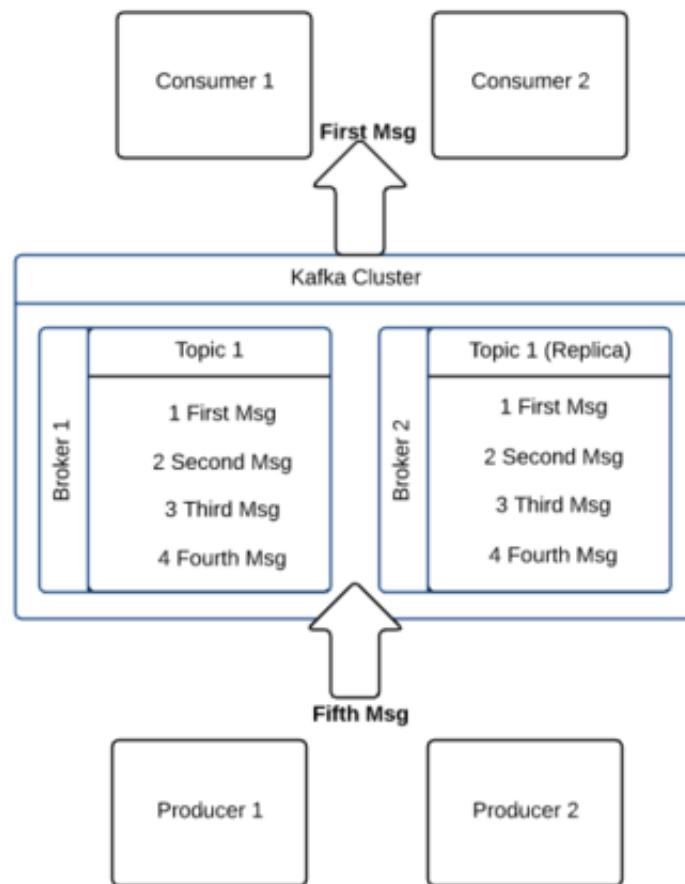 Consumer 1
Consumer 2
First Msg
Kafka Cluster
Broker 1
Topic 1
1 First Msg
2 Second Msg
3 Third Msg
4 Fourth Msg
Broker 2
Topic 1 (Replica)
1 First Msg
2 Second Msg
3 Third Msg
4 Fourth Msg
Fifth Msg
Producer 1
Producer 2